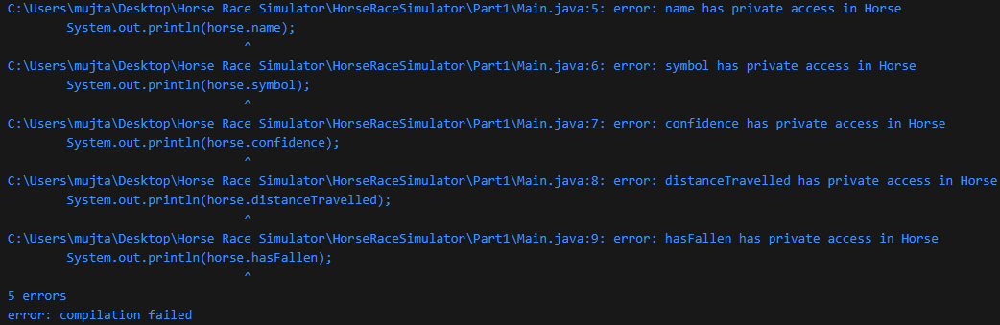 C:\Users\mujta\Desktop\Horse Race Simulator\HorseRaceSimulator\Part1\Main.java:5: error: name has private access in Horse
        System.out.println(horse.name);
                                ^
C:\Users\mujta\Desktop\Horse Race Simulator\HorseRaceSimulator\Part1\Main.java:6: error: symbol has private access in Horse
        System.out.println(horse.symbol);
                                ^
C:\Users\mujta\Desktop\Horse Race Simulator\HorseRaceSimulator\Part1\Main.java:7: error: confidence has private access in Horse
        System.out.println(horse.confidence);
                                ^
C:\Users\mujta\Desktop\Horse Race Simulator\HorseRaceSimulator\Part1\Main.java:8: error: distanceTravelled has private access in Horse
        System.out.println(horse.distanceTravelled);
                                ^
C:\Users\mujta\Desktop\Horse Race Simulator\HorseRaceSimulator\Part1\Main.java:9: error: hasFallen has private access in Horse
        System.out.println(horse.hasFallen);
                                ^
5 errors
error: compilation failed